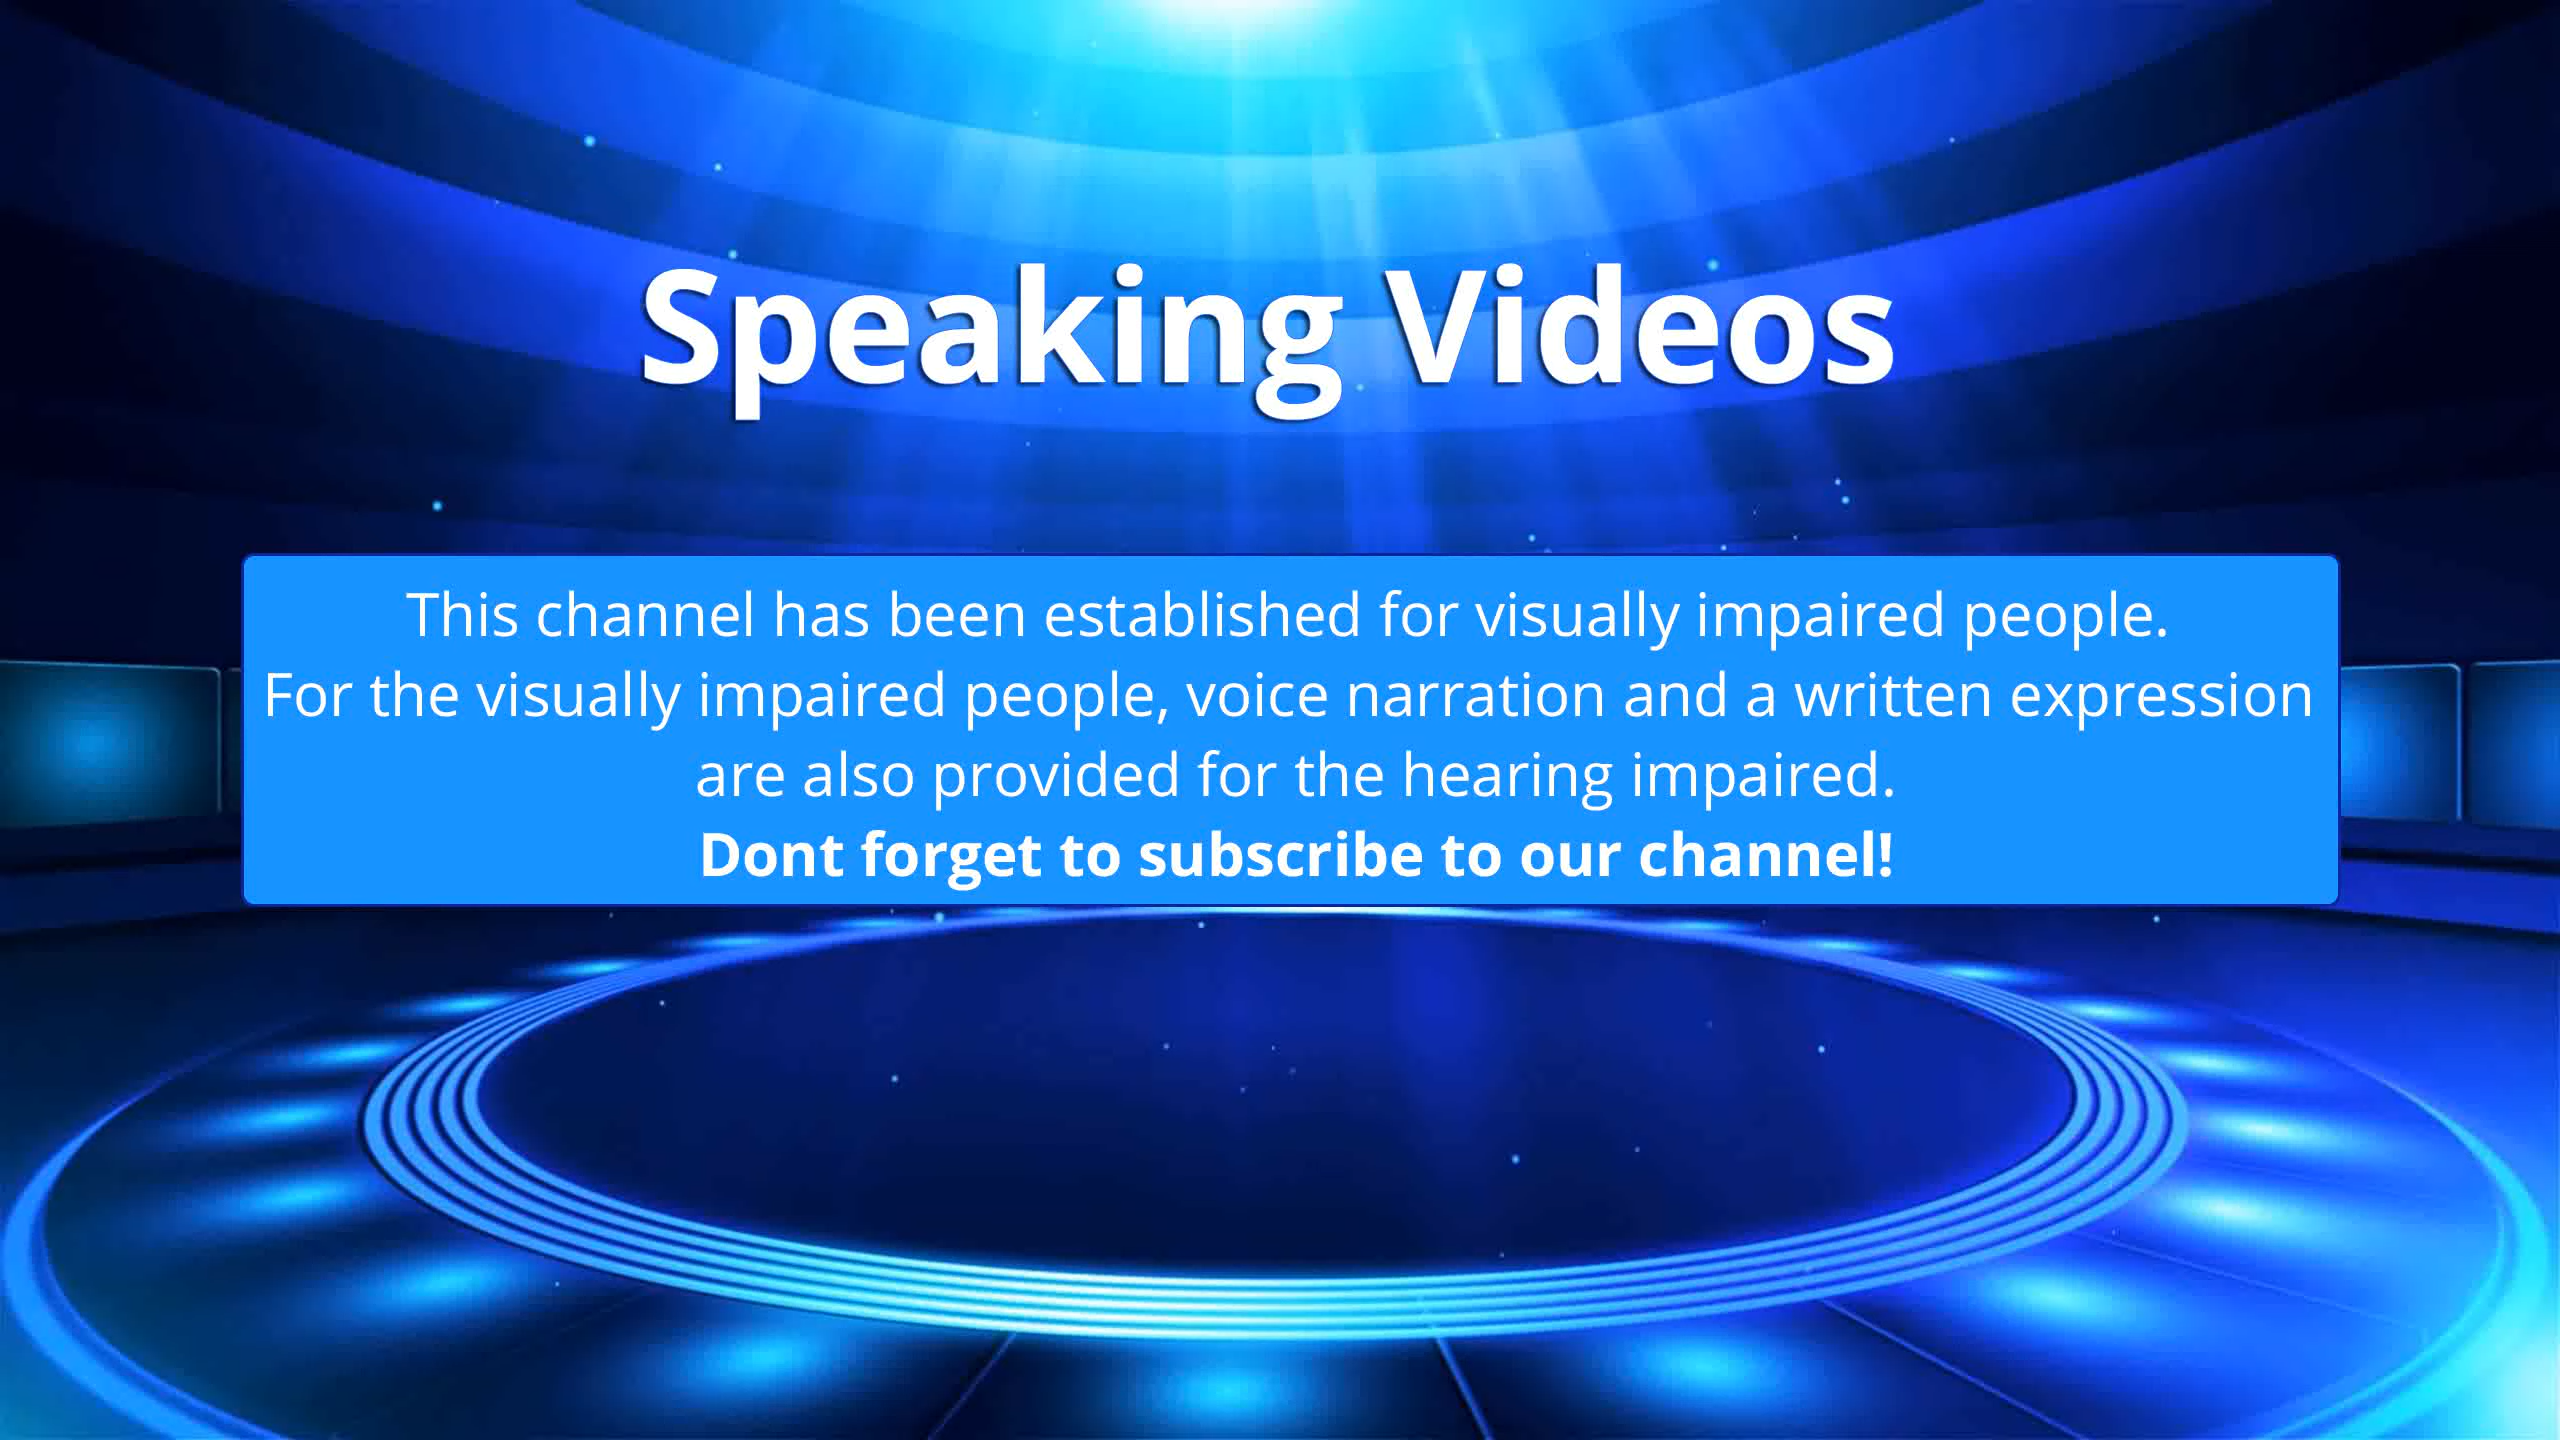 Speaking Videos
This channel has been established for visually impaired people.
For the visually impaired people, voice narration and a written expression
are also provided for the hearing impaired.
Dont forget to subscribe to our channel!